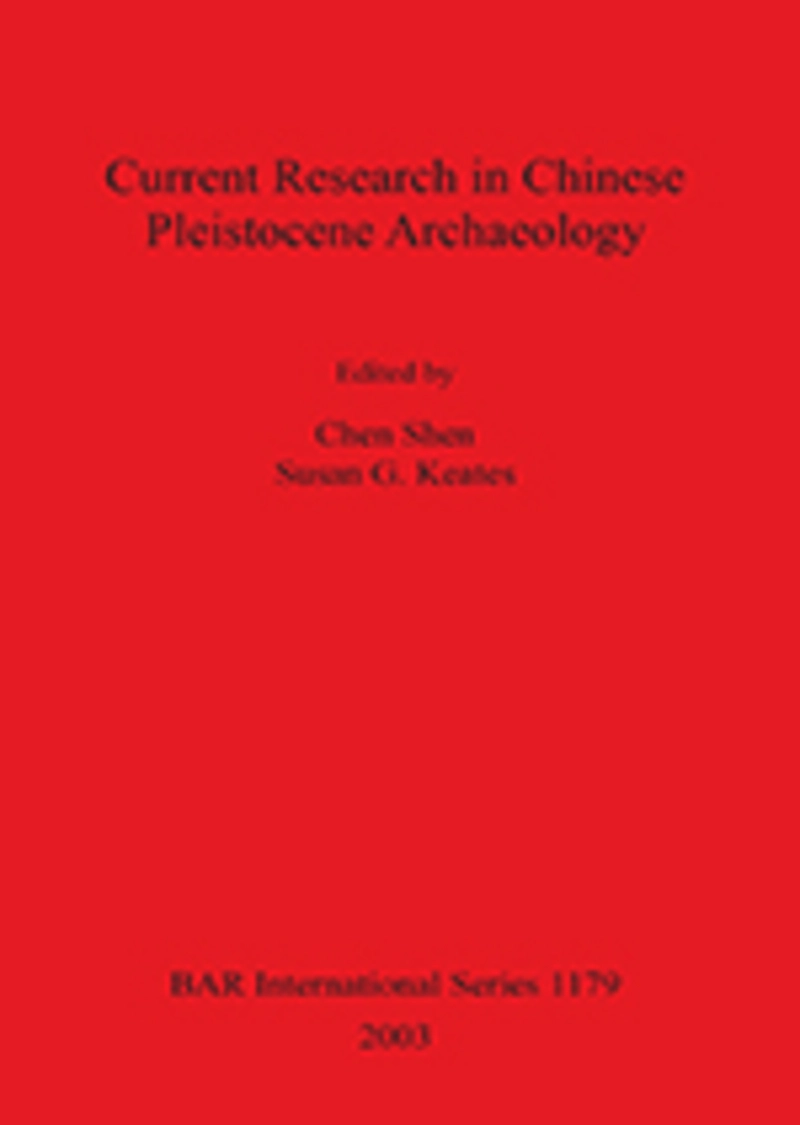 Current Research in Chinese
Pleistocene Archaeology
Edited by
Chen Shen
Susan G. Keates
BAR International Series 1179
2003